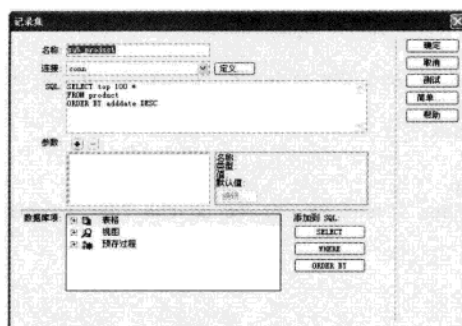 记录集
名称:
确定
连接: conn 定义...
取消
SQL: SELECT top 100 *
FROM product
ORDER BY adddate DESC
测试
简单...
帮助
参数: + -
名称
类型
值
默认值
编辑
数据库项:
表格
视图
预存过程
添加到 SQL:
SELECT
WHERE
ORDER BY